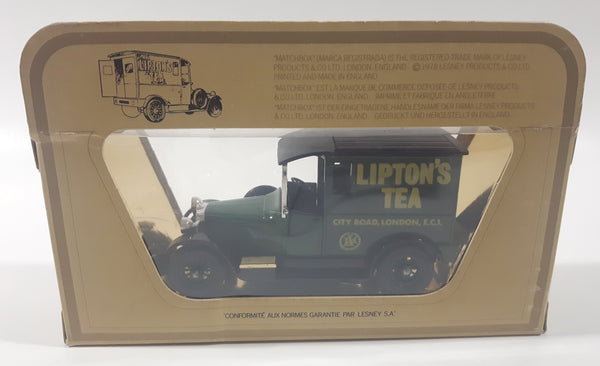 LIPTON'S
"MATCHBOX" (MARCA REGISTRADA) IS THE REGISTERED TRADE MARK OF LESNEY
PRODUCTS & CO. LTD. LONDON, ENGLAND. © 1978 LESNEY PRODUCTS & CO. LTD.
PRINTED AND MADE IN ENGLAND
"MATCHBOX" EST LA MARQUE DE COMMERCE DEPOSÉE DE LESNEY PRODUCTS
& CO. LTD. LONDON, ENGLAND. IMPRIMÉ ET FABRIQUÉ EN ANGLETERRE
"MATCHBOX" IST DER EINGETRAGENE HANDELSNAME DER FIRMA LESNEY PRODUCTS
& CO. LTD. LONDON, ENGLAND. GEDRUCKT UND HERGESTELLT IN ENGLAND.
LIPTON'S
TEA
CITY ROAD, LONDON, E.C.1.
"CONFORMITÉ AUX NORMES GARANTIE PAR LESNEY S.A."